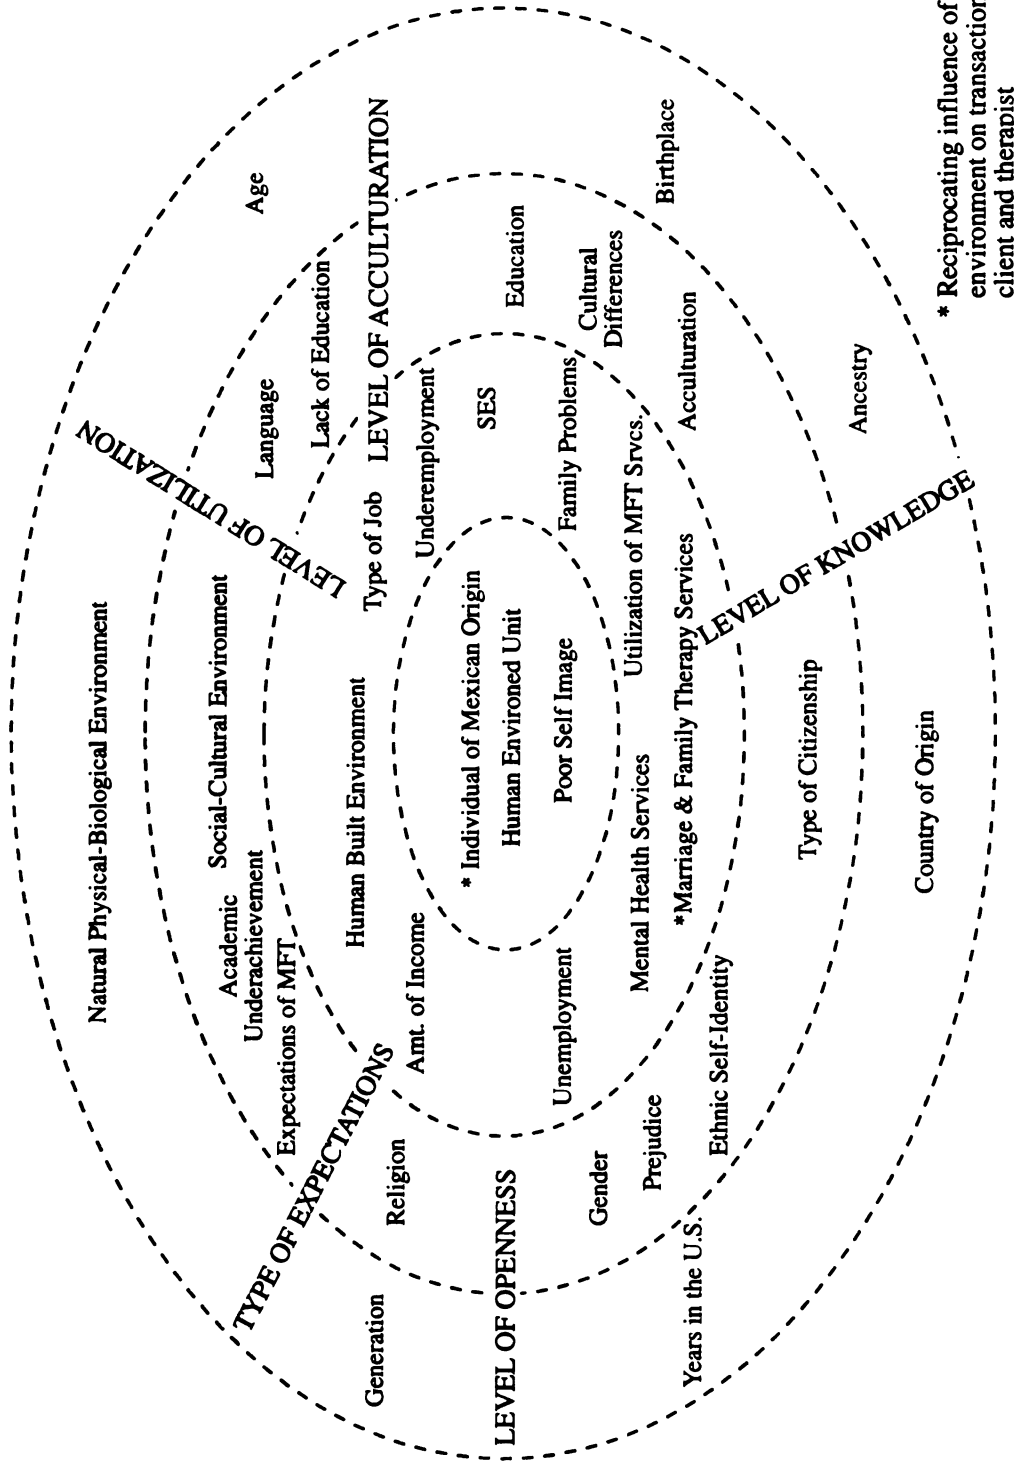 Natural Physical-Biological Environment
Social-Cultural Environment
Academic
Underachievement
Expectations of MFT
Language
Lack of Education
Age
LEVEL OF UTILIZATION
TYPE OF EXPECTATIONS
LEVEL OF ACCULTURATION
Human Built Environment
Type of Job
Amt. of Income
Underemployment
Religion
Generation
* Individual of Mexican Origin
Human Environed Unit
Poor Self Image
SES
Education
LEVEL OF OPENNESS
Unemployment
Family Problems
Cultural
Differences
Gender
Prejudice
Mental Health Services
Utilization of MFT Srvcs.
*Marriage & Family Therapy Services
Acculturation
Birthplace
Years in the U.S.
Ethnic Self-Identity
LEVEL OF KNOWLEDGE
Type of Citizenship
Ancestry
Country of Origin
* Reciprocating influence of
environment on transaction
client and therapist